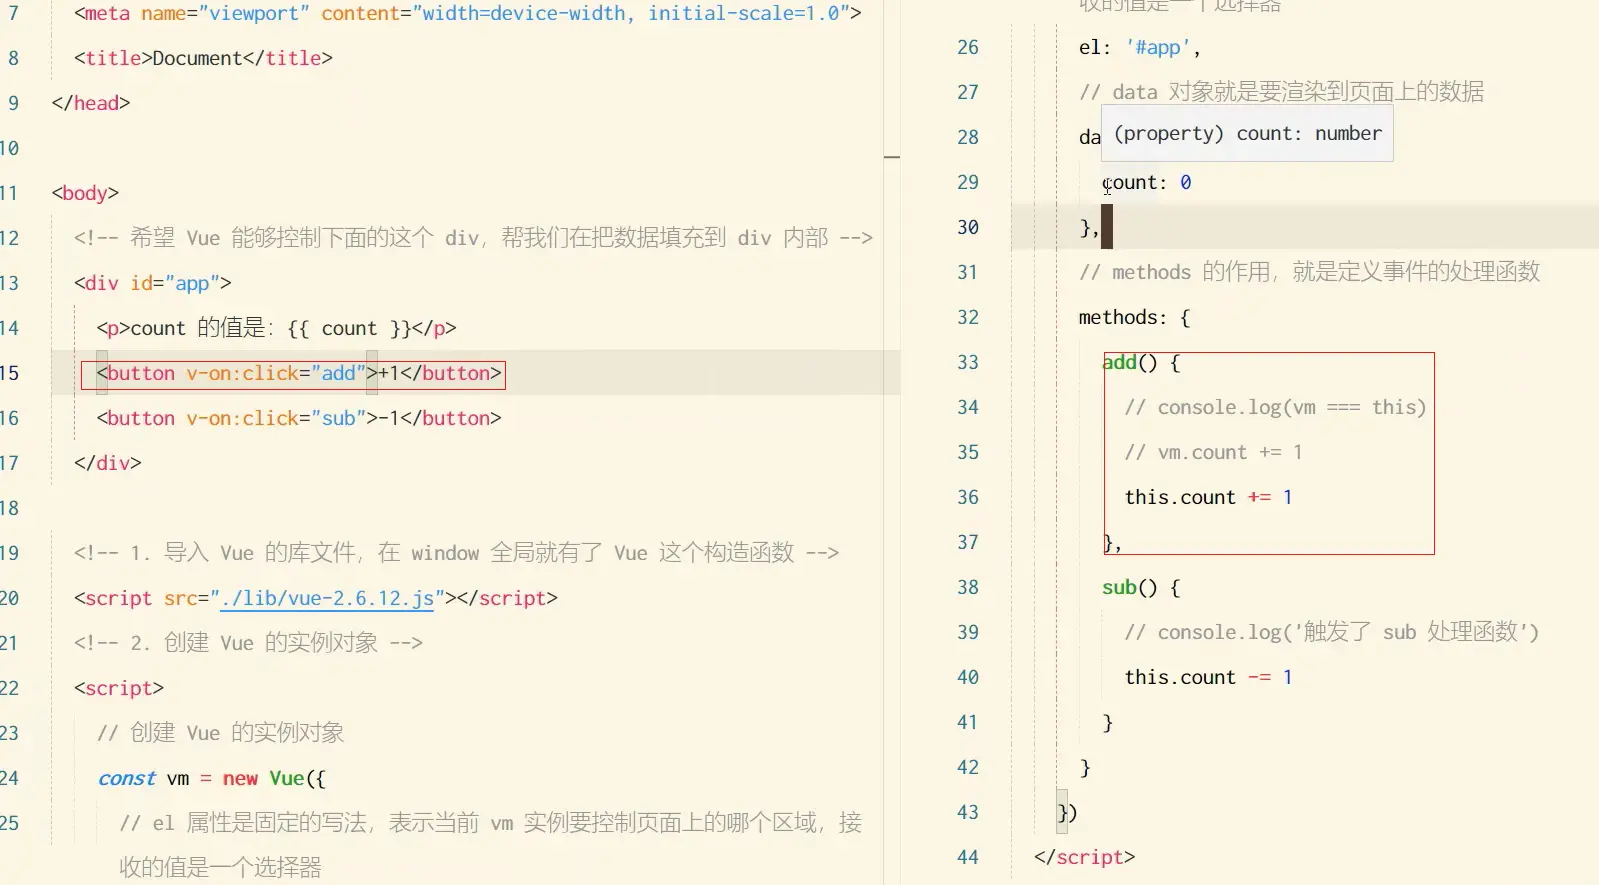 7 <meta name="viewport" content="width=device-width, initial-scale=1.0">
8 <title>Document</title>
9 </head>
10
11 <body>
12 <!-- 希望 Vue 能够控制下面的这个 div，帮我们在把数据填充到 div 内部 -->
13 <div id="app">
14 <p>count 的值是：{{ count }}</p>
15 <button v-on:click="add">+1</button>
16 <button v-on:click="sub">-1</button>
17 </div>
18
19 <!-- 1. 导入 Vue 的库文件，在 window 全局就有了 Vue 这个构造函数 -->
20 <script src="./lib/vue-2.6.12.js"></script>
21 <!-- 2. 创建 Vue 的实例对象 -->
22 <script>
23 // 创建 Vue 的实例对象
24 const vm = new Vue({
25 // el 属性是固定的写法，表示当前 vm 实例要控制页面上的哪个区域，接
收的值是一个选择器
收的值是一个选择器
26 el: '#app',
27 // data 对象就是要渲染到页面上的数据
(property) count: number
28 da
29 count: 0
30 },
31 // methods 的作用，就是定义事件的处理函数
32 methods: {
33 add() {
34 // console.log(vm === this)
35 // vm.count += 1
36 this.count += 1
37 },
38 sub() {
39 // console.log('触发了 sub 处理函数')
40 this.count -= 1
41 }
42 }
43 })
44 </script>